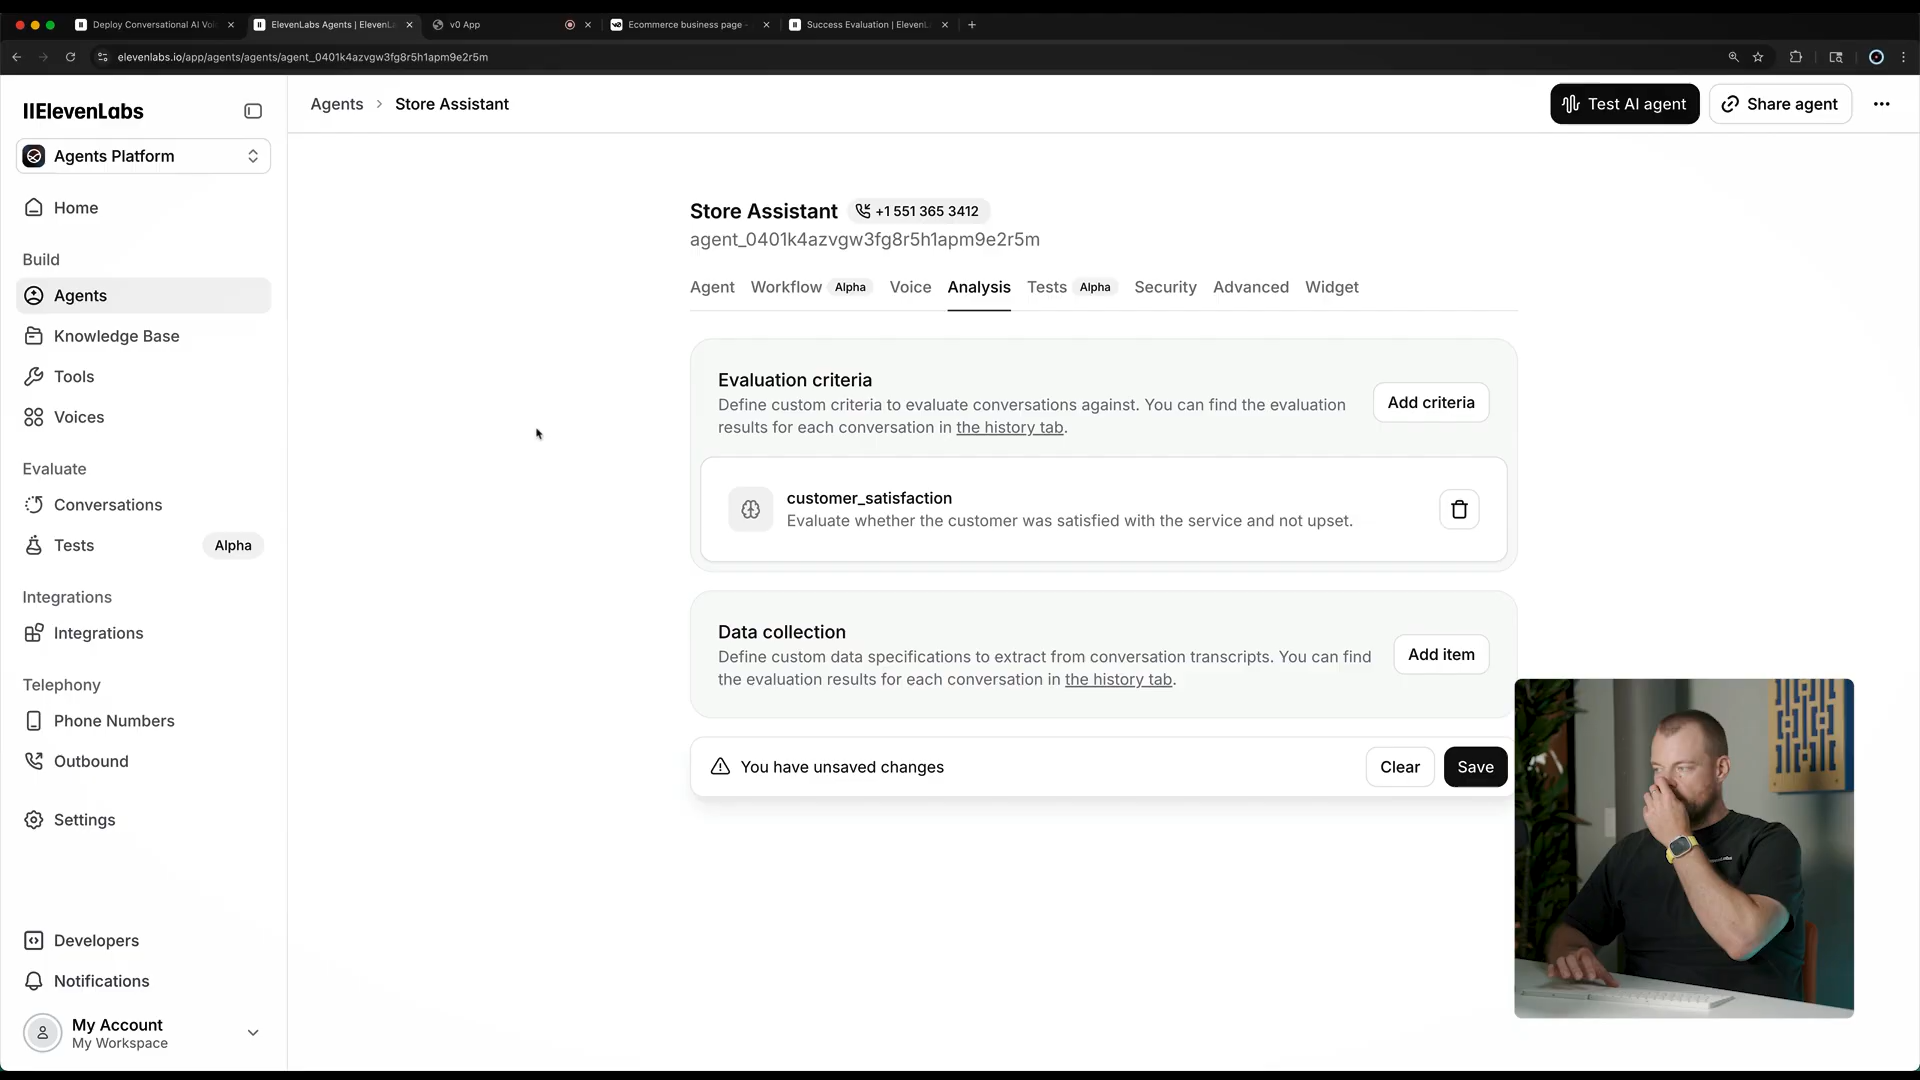 Deploy Conversational AI Voi
ElevenLabs Agents | ElevenLa
v0 App
Ecommerce business page -
Success Evaluation | ElevenL
elevenlabs.io/app/agents/agents/agent_0401k4azvgw3fg8r5h1apm9e2r5m
IIElevenLabs
Agents Platform
Home
Build
Agents
Knowledge Base
Tools
Voices
Evaluate
Conversations
Tests Alpha
Integrations
Integrations
Telephony
Phone Numbers
Outbound
Settings
Developers
Notifications
My Account
My Workspace
Agents > Store Assistant
Test AI agent
Share agent
Store Assistant +1 551 365 3412
agent_0401k4azvgw3fg8r5h1apm9e2r5m
Agent Workflow Alpha Voice Analysis Tests Alpha Security Advanced Widget
Evaluation criteria
Define custom criteria to evaluate conversations against. You can find the evaluation
results for each conversation in the history tab.
Add criteria
customer_satisfaction
Evaluate whether the customer was satisfied with the service and not upset.
Data collection
Define custom data specifications to extract from conversation transcripts. You can find
the evaluation results for each conversation in the history tab.
Add item
You have unsaved changes
Clear
Save